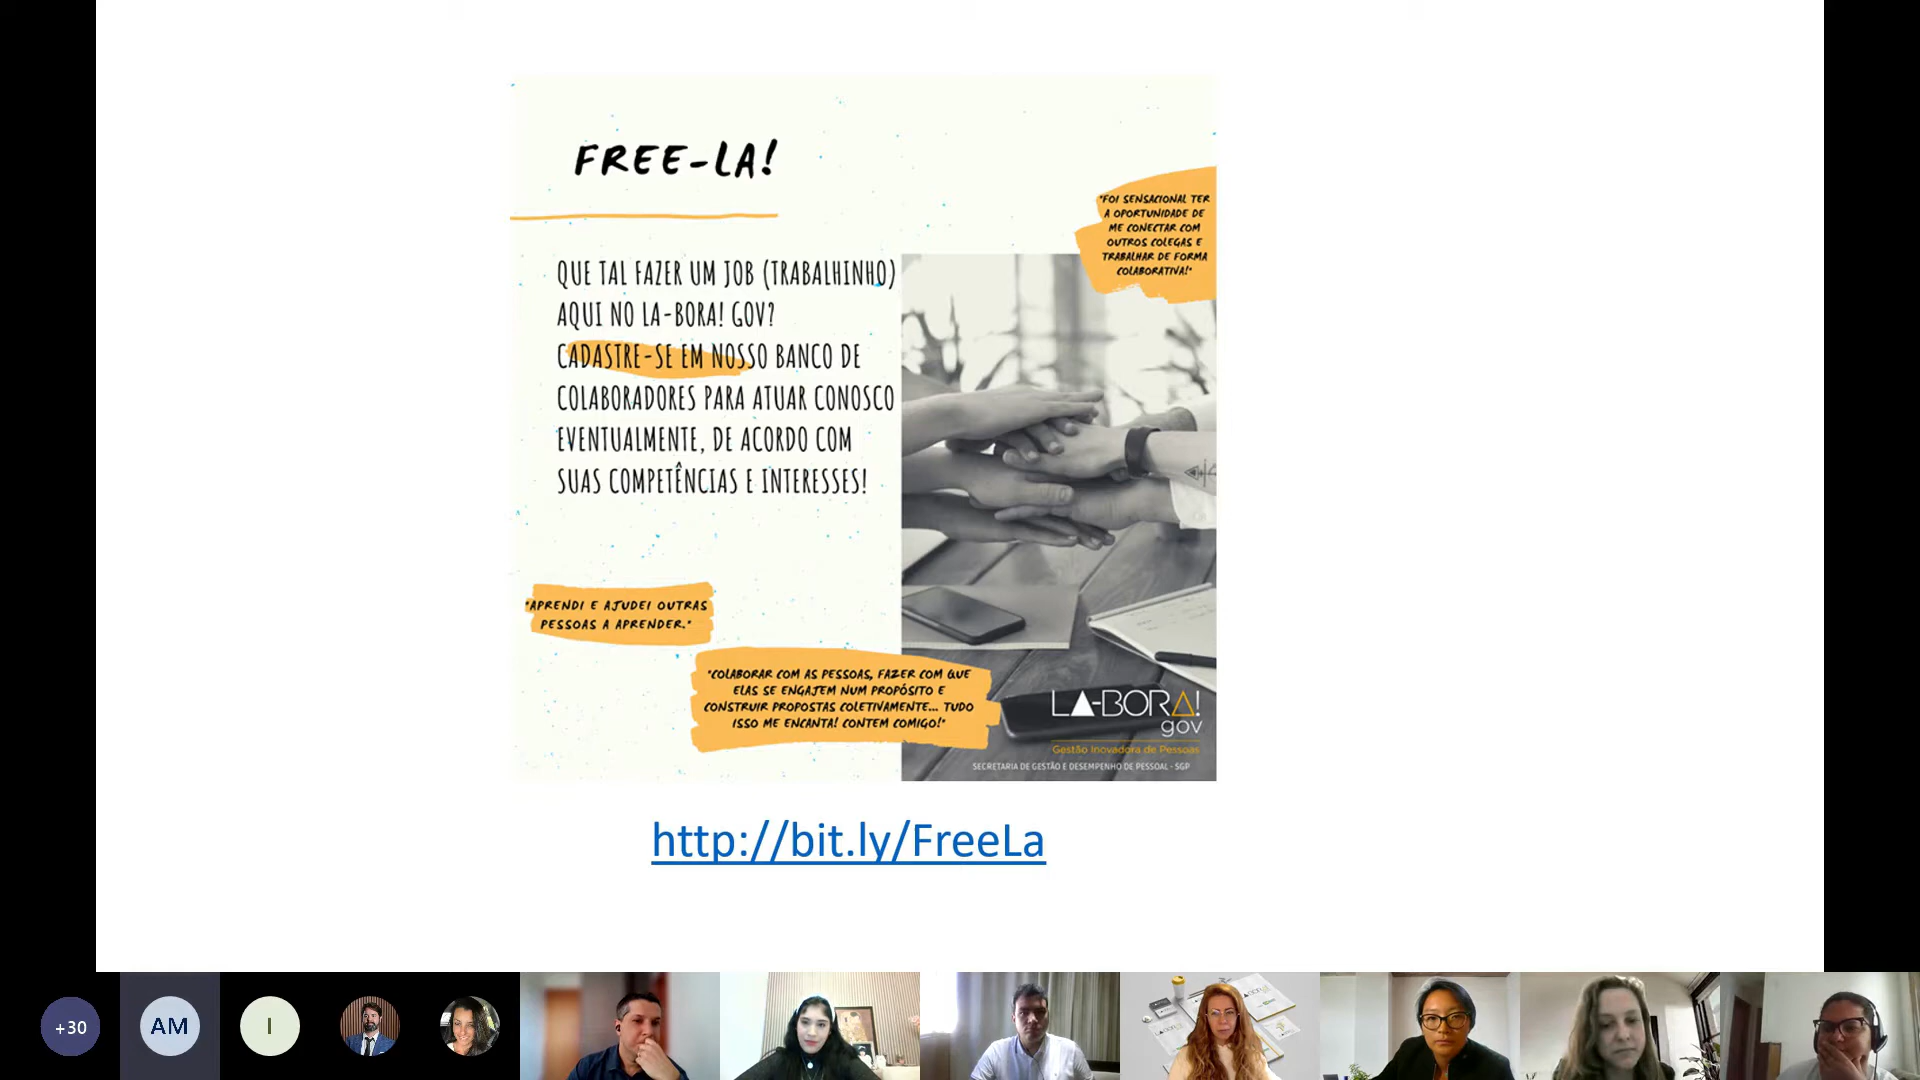 FREE-LA!
"FOI SENSACIONAL TER
A OPORTUNIDADE DE
ME CONECTAR COM
OUTROS COLEGAS E
TRABALHAR DE FORMA
COLABORATIVA!"
QUE TAL FAZER UM JOB (TRABALHINHO)
AQUI NO LA-BORA! GOV?
CADASTRE-SE EM NOSSO BANCO DE
COLABORADORES PARA ATUAR CONOSCO
EVENTUALMENTE, DE ACORDO COM
SUAS COMPETÊNCIAS E INTERESSES!
"APRENDI E AJUDEI OUTRAS
PESSOAS A APRENDER."
"COLABORAR COM AS PESSOAS, FAZER COM QUE
ELAS SE ENGAJEM NUM PROPÓSITO E
CONSTRUIR PROPOSTAS COLETIVAMENTE... TUDO
ISSO ME ENCANTA! CONTEM COMIGO!"
LA-BORA!
gov
Gestão Inovadora de Pessoas
SECRETARIA DE GESTÃO E DESEMPENHO DE PESSOAL - SGP
http://bit.ly/FreeLa
+30
AM
I